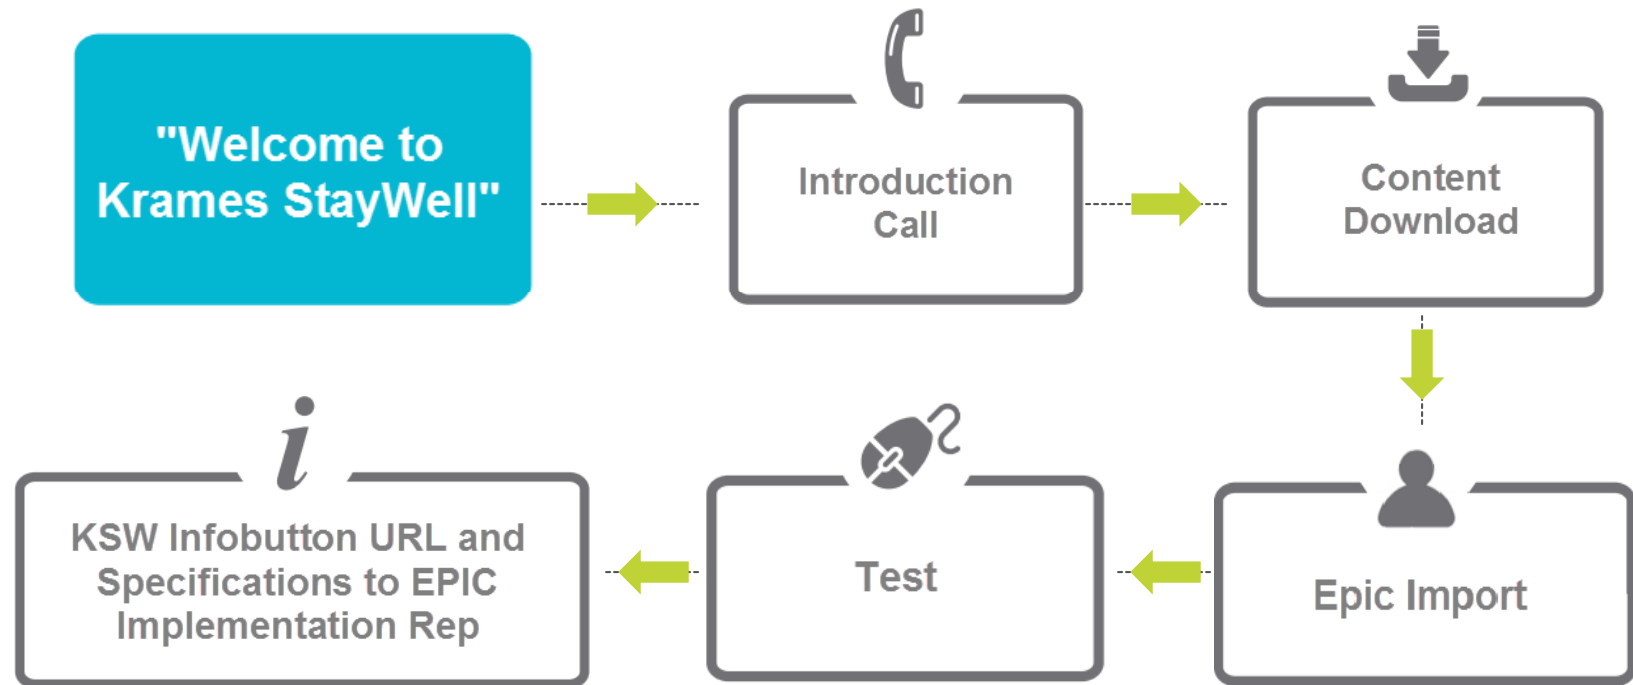 "Welcome to
Krames StayWell"
Introduction
Call
Content
Download
Epic Import
Test
KSW Infobutton URL and
Specifications to EPIC
Implementation Rep